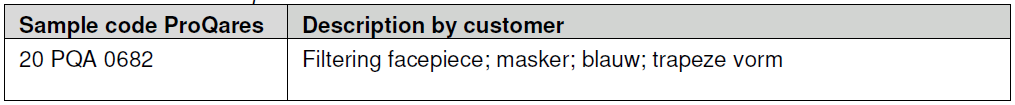 Sample code ProQares Description by customer
20 PQA 0682 Filtering facepiece; masker; blauw; trapeze vorm